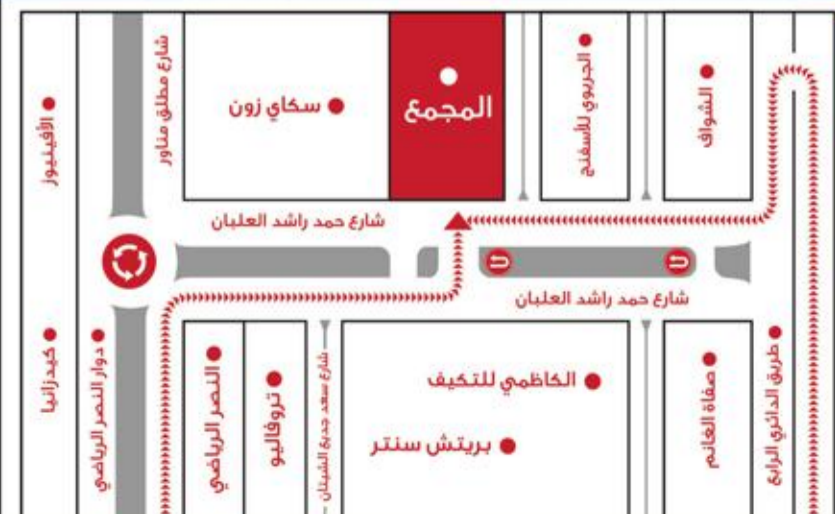 الشواف
الجريوي للأسفنج
المجمع
سكاي زون
شارع مطلق مناور
الأفينيوز
شارع حمد راشد العلبان
شارع حمد راشد العلبان
طريق الدائري الرابع
صفاة الغانم
الكاظمي للتكيف
بريتش سنتر
شارع سعد جديع الشيتان
تروفاليو
النصر الرياضي
دوار النصر الرياضي
كيدزانيا